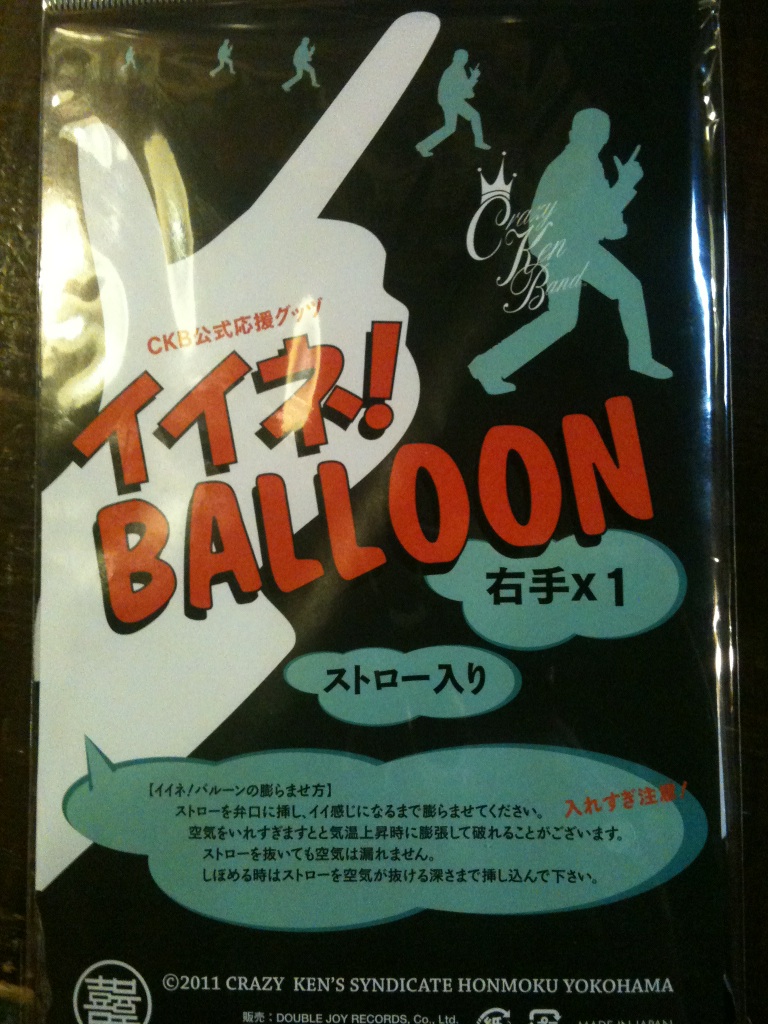 Crazy
Ken
Band
CKB公式応援グッヅ
イイネ!
BALLOON
右手x1
ストロー入り
【イイネ!バルーンの膨らませ方】
ストローを弁口に挿し、イイ感じになるまで膨らませてください。
入れすぎ注意!
空気をいれすぎますとと気温上昇時に膨張して破れることがございます。
ストローを抜いても空気は漏れません。
しぼめる時はストローを空気が抜ける深さまで挿し込んで下さい。
©2011 CRAZY KEN'S SYNDICATE HONMOKU YOKOHAMA
販売:DOUBLE JOY RECORDS, Co., Ltd.
MADE IN JAPAN